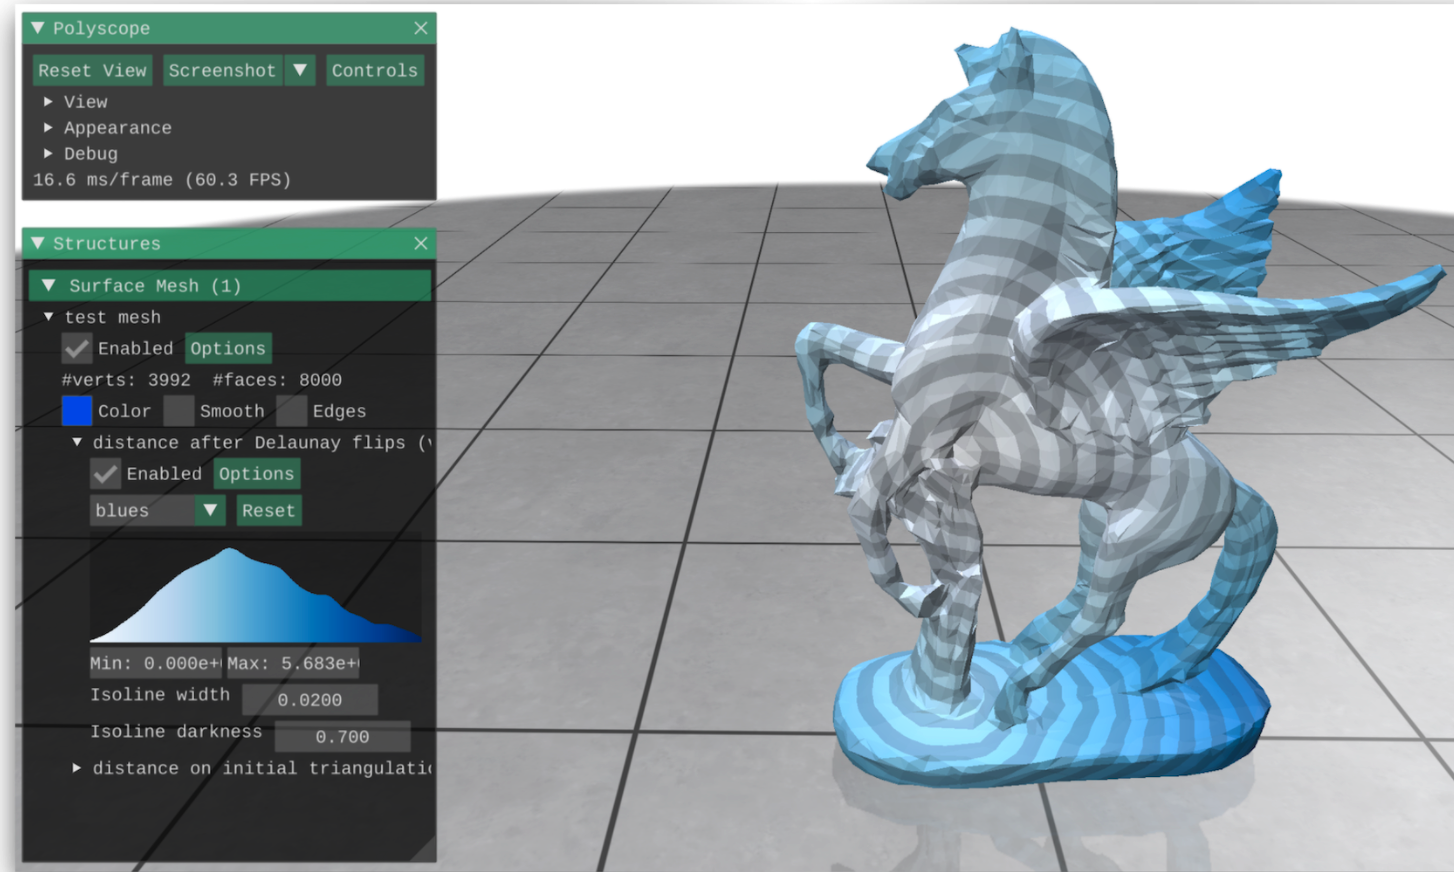 Polyscope
Reset View Screenshot Controls
View
Appearance
Debug
16.6 ms/frame (60.3 FPS)
Structures
Surface Mesh (1)
test mesh
Enabled Options
#verts: 3992 #faces: 8000
Color Smooth Edges
distance after Delaunay flips (
Enabled Options
blues Reset
Min: 0.000e+ Max: 5.683e+
Isoline width 0.0200
Isoline darkness 0.700
distance on initial